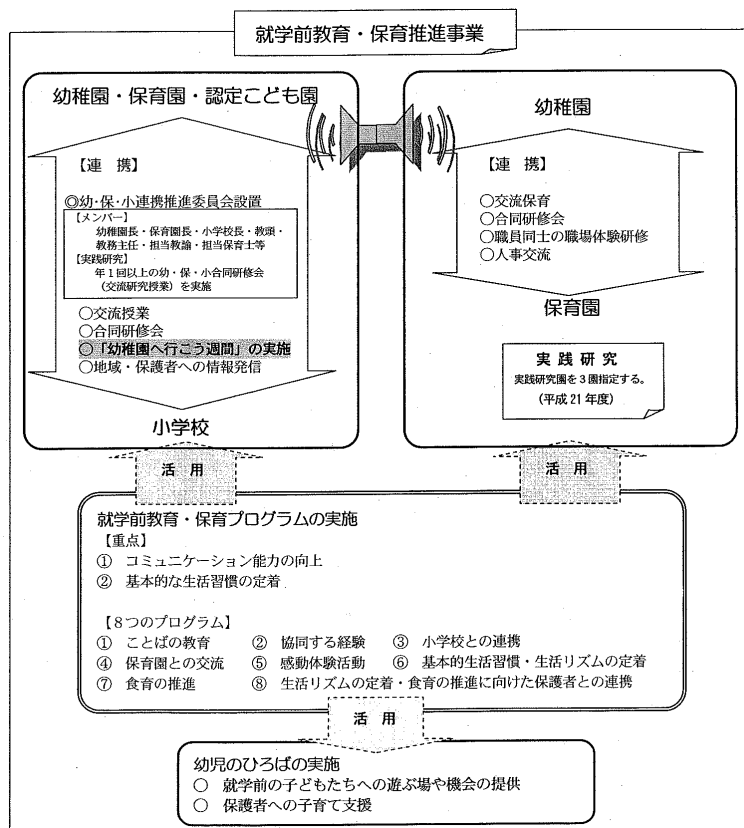 就学前教育・保育推進事業
幼稚園・保育園・認定こども園
【連 携】
◎幼・保・小連携推進委員会設置
【メンバー】
幼稚園長・保育園長・小学校長・教頭・
教務主任・担当教諭・担当保育士等
【実践研究】
年1回以上の幼・保・小合同研修会
(交流研究授業)を実施
○交流授業
○合同研修会
○「幼稚園へ行こう週間」の実施
○地域・保護者への情報発信
小学校
幼稚園
【連 携】
○交流保育
○合同研修会
○職員同士の職場体験研修
○人事交流
保育園
実 践 研 究
実践研究園を3園指定する。
(平成21年度)
活 用
活 用
就学前教育・保育プログラムの実施
【重点】
① コミュニケーション能力の向上
② 基本的な生活習慣の定着
【8つのプログラム】
① ことばの教育 ② 協同する経験 ③ 小学校との連携
④ 保育園との交流 ⑤ 感動体験活動 ⑥ 基本的生活習慣・生活リズムの定着
⑦ 食育の推進 ⑧ 生活リズムの定着・食育の推進に向けた保護者との連携
活 用
幼児のひろばの実施
○ 就学前の子どもたちへの遊ぶ場や機会の提供
○ 保護者への子育て支援